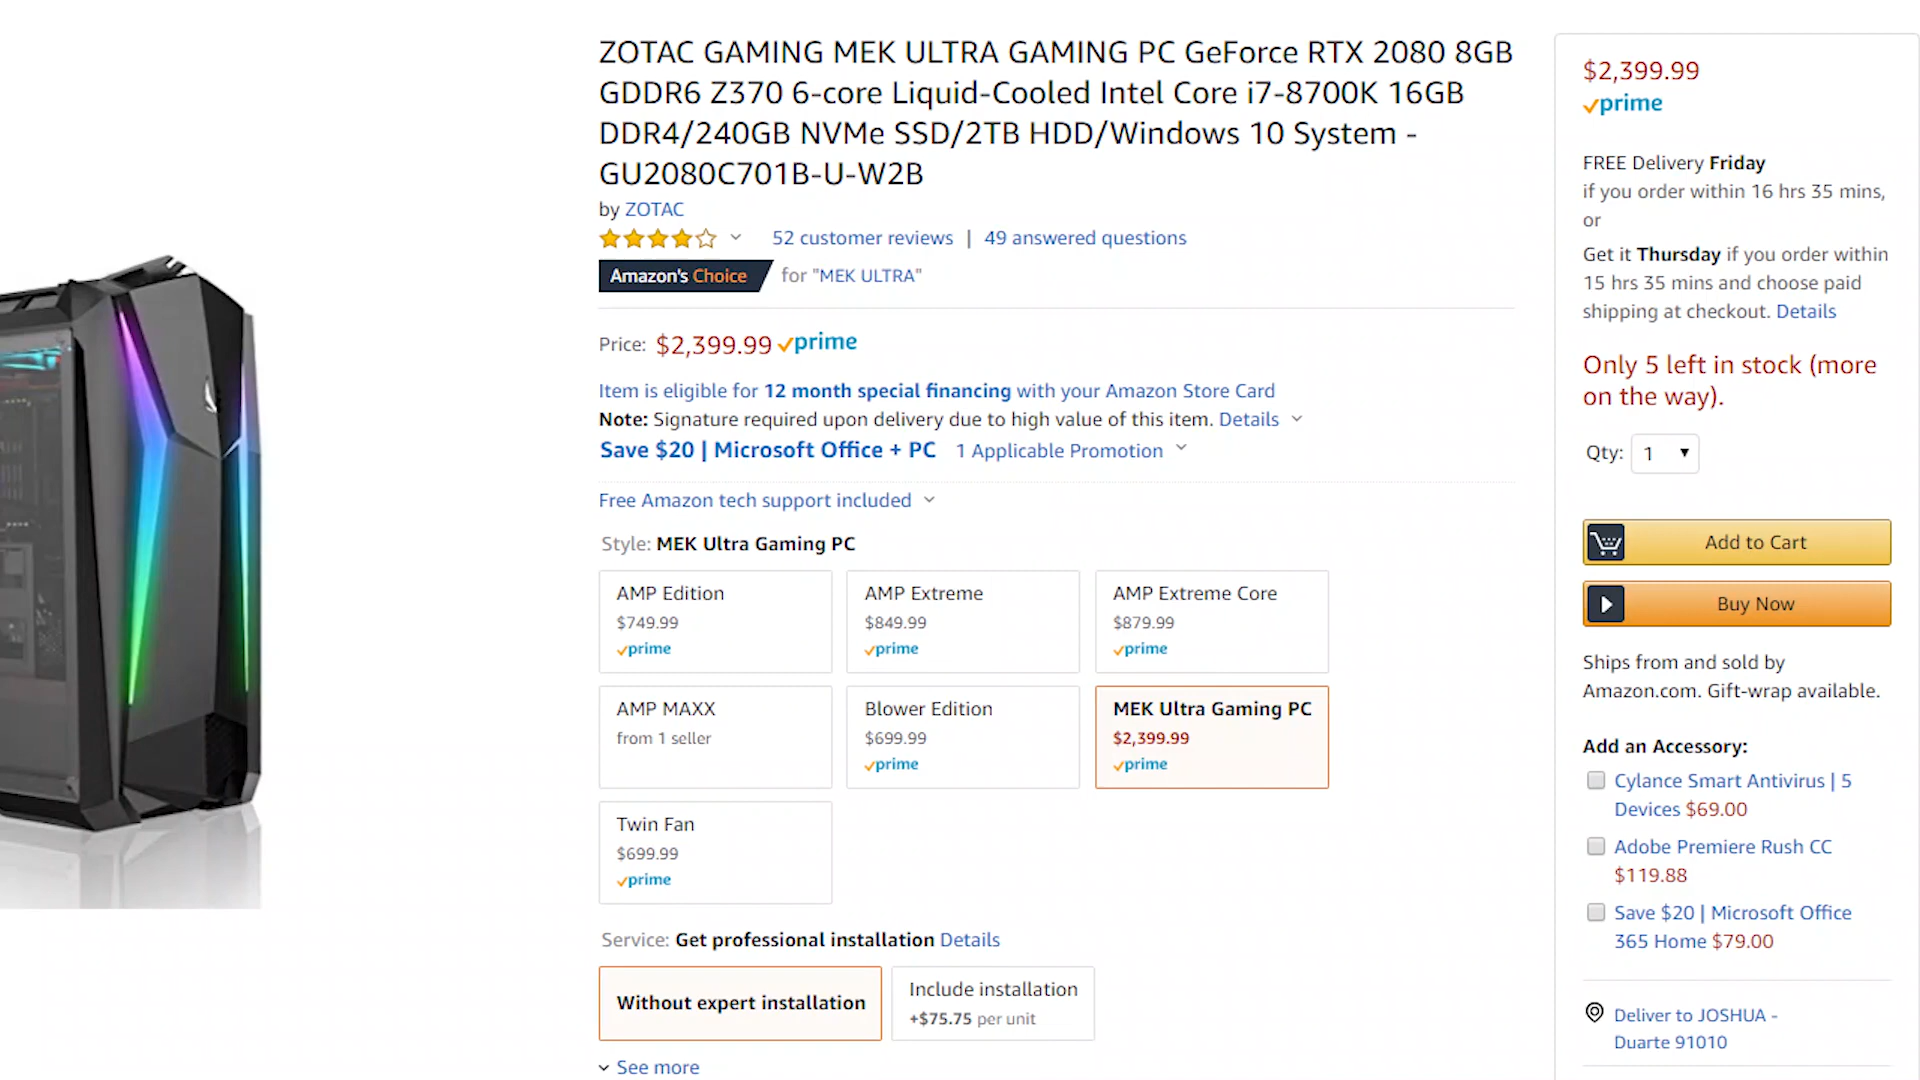 ZOTAC GAMING MEK ULTRA GAMING PC GeForce RTX 2080 8GB
GDDR6 Z370 6-core Liquid-Cooled Intel Core i7-8700K 16GB
DDR4/240GB NVMe SSD/2TB HDD/Windows 10 System -
GU2080C701B-U-W2B
by ZOTAC
52 customer reviews | 49 answered questions
Amazon's Choice for "MEK ULTRA"
Price: $2,399.99 prime
Item is eligible for 12 month special financing with your Amazon Store Card
Note: Signature required upon delivery due to high value of this item. Details
Save $20 | Microsoft Office + PC 1 Applicable Promotion
Free Amazon tech support included
Style: MEK Ultra Gaming PC
AMP Edition
$749.99
prime
AMP Extreme
$849.99
prime
AMP Extreme Core
$879.99
prime
AMP MAXX
from 1 seller
Blower Edition
$699.99
prime
MEK Ultra Gaming PC
$2,399.99
prime
Twin Fan
$699.99
prime
Service: Get professional installation Details
Without expert installation
Include installation
+$75.75 per unit
See more
$2,399.99
prime
FREE Delivery Friday
if you order within 16 hrs 35 mins,
or
Get it Thursday if you order within
15 hrs 35 mins and choose paid
shipping at checkout. Details
Only 5 left in stock (more
on the way).
Qty: 1
Add to Cart
Buy Now
Ships from and sold by
Amazon.com. Gift-wrap available.
Add an Accessory:
Cylance Smart Antivirus | 5
Devices $69.00
Adobe Premiere Rush CC
$119.88
Save $20 | Microsoft Office
365 Home $79.00
Deliver to JOSHUA -
Duarte 91010